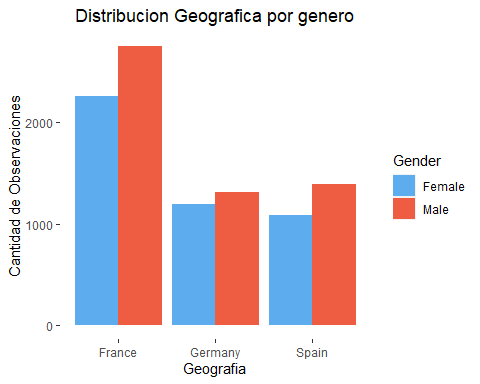 Distribucion Geografica por genero
Cantidad de Observaciones
2000
1000
0
France
Germany
Spain
Geografia
Gender
Female
Male